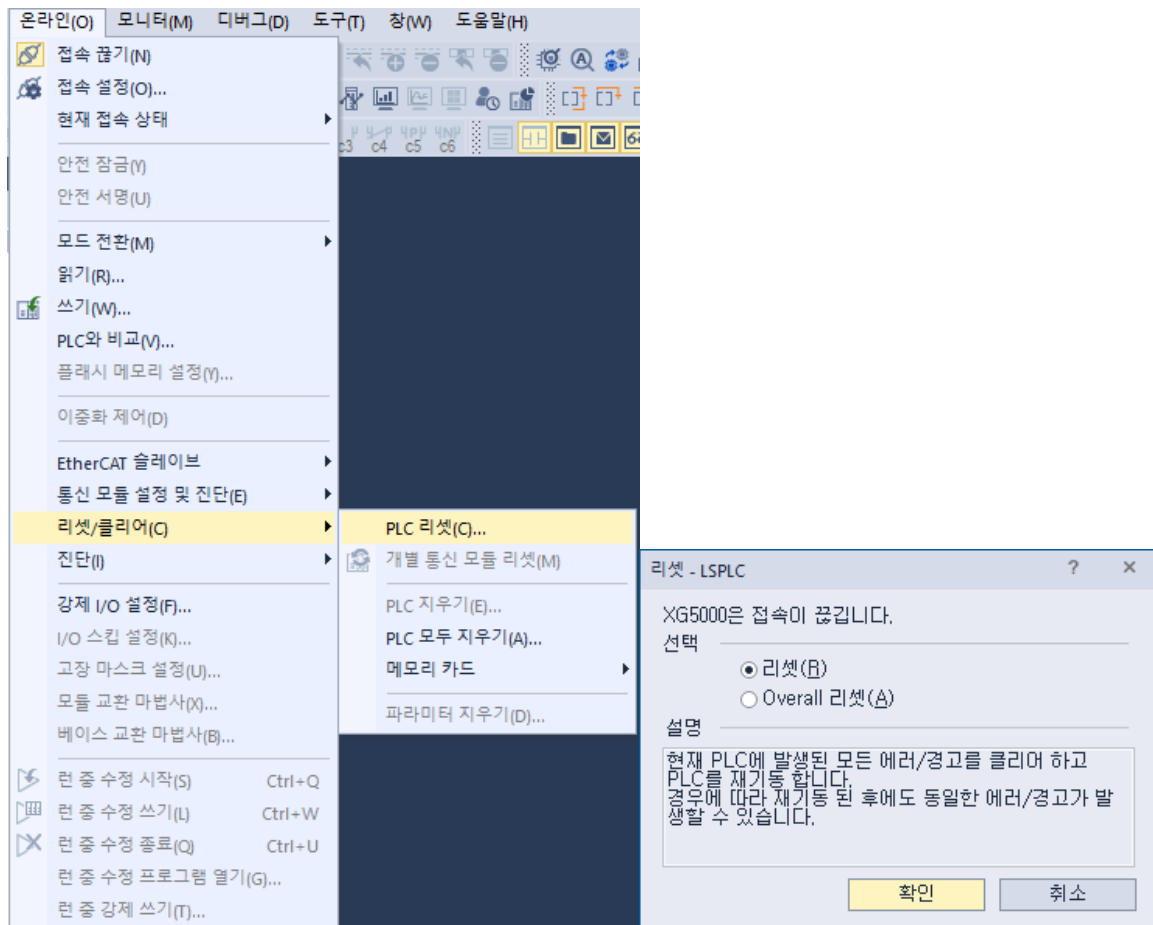 온라인(O) 모니터(M) 디버그(D) 도구(T) 창(W) 도움말(H)
접속 끊기(N)
접속 설정(O)...
현재 접속 상태
c3 c4 c5 c6
안전 잠금(Y)
안전 서명(U)
모드 전환(M)
읽기(R)...
쓰기(W)...
PLC와 비교(V)...
플래시 메모리 설정(Y)...
이중화 제어(D)
EtherCAT 슬레이브
통신 모듈 설정 및 진단(E)
리셋/클리어(C)
진단(I)
강제 I/O 설정(F)...
I/O 스킵 설정(K)...
고장 마스크 설정(U)...
모듈 교환 마법사(X)...
베이스 교환 마법사(B)...
런 중 수정 시작(S) Ctrl+Q
런 중 수정 쓰기(L) Ctrl+W
런 중 수정 종료(Q) Ctrl+U
런 중 수정 프로그램 열기(G)...
런 중 강제 쓰기(T)...
PLC 리셋(C)...
개별 통신 모듈 리셋(M)
PLC 지우기(E)...
PLC 모두 지우기(A)...
메모리 카드
파라미터 지우기(D)...
리셋 - LSPLC ? ×
XG5000은 접속이 끊깁니다.
선택
리셋(R)
Overall 리셋(A)
설명
현재 PLC에 발생된 모든 에러/경고를 클리어 하고
PLC를 재기동 합니다.
경우에 따라 재기동 된 후에도 동일한 에러/경고가 발
생할 수 있습니다.
확인 취소